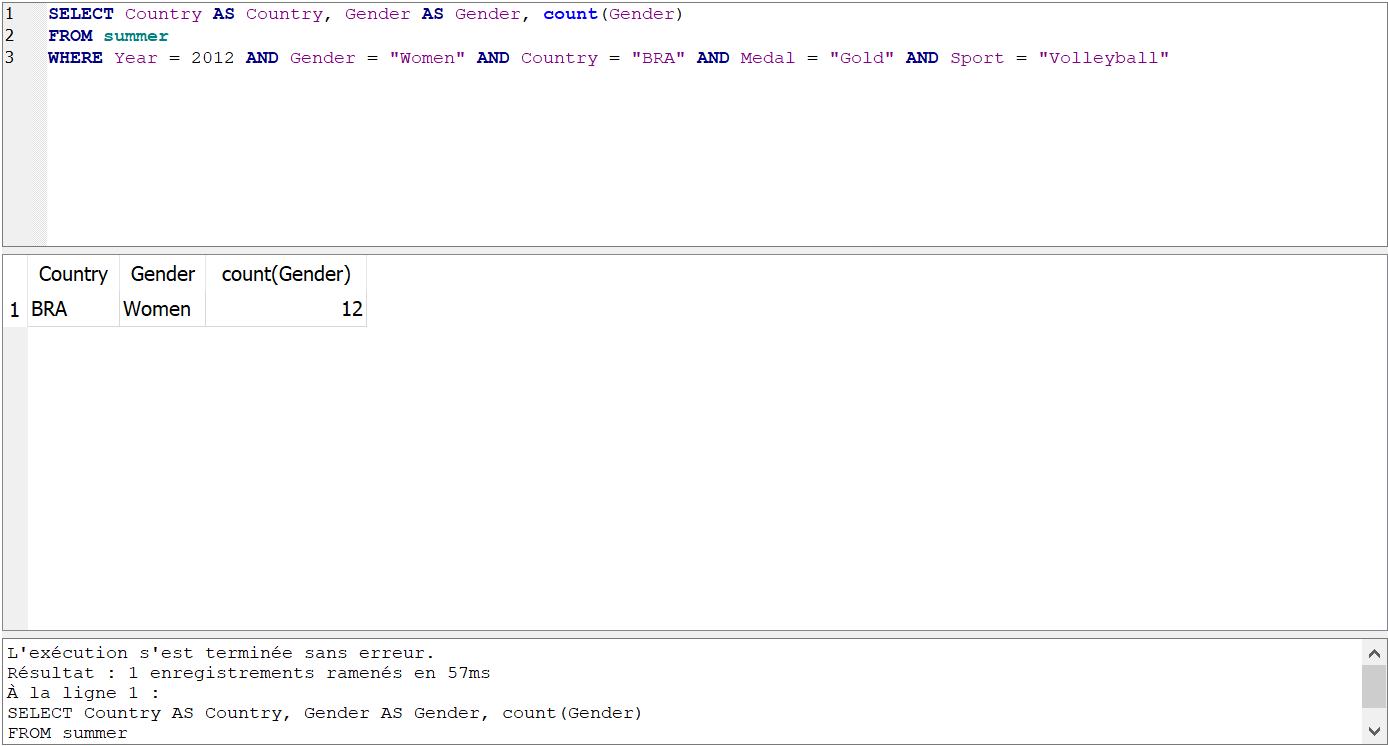 1 SELECT Country AS Country, Gender AS Gender, count(Gender)
2 FROM summer
3 WHERE Year = 2012 AND Gender = "Women" AND Country = "BRA" AND Medal = "Gold" AND Sport = "Volleyball"
Country Gender count(Gender)
1 BRA Women 12
L'exécution s'est terminée sans erreur.
Résultat : 1 enregistrements ramenés en 57ms
À la ligne 1 :
SELECT Country AS Country, Gender AS Gender, count(Gender)
FROM summer